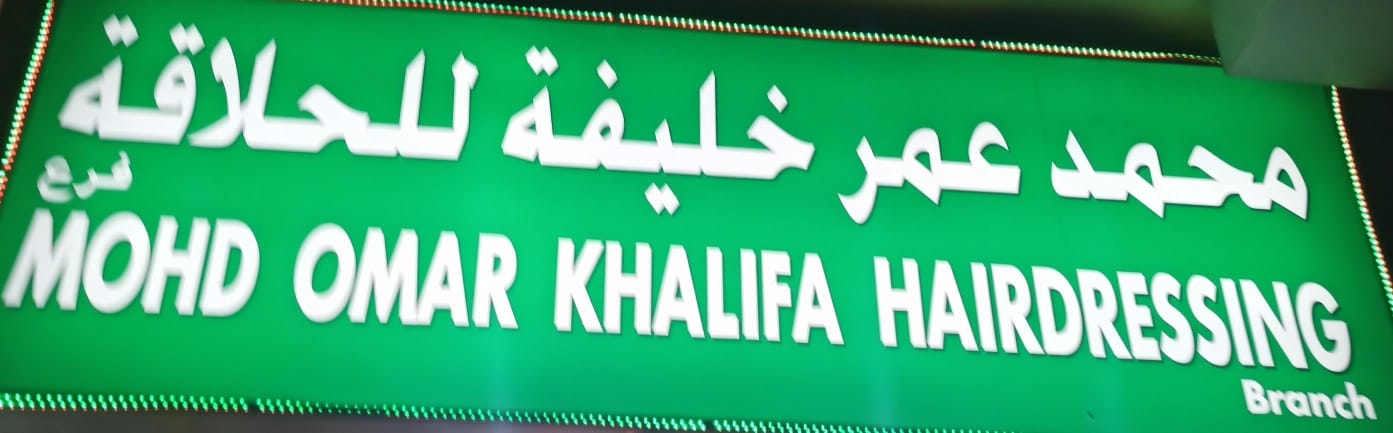 محمد عمر خليفة للحلاقة
فرع
MOHD OMAR KHALIFA HAIRDRESSING
Branch